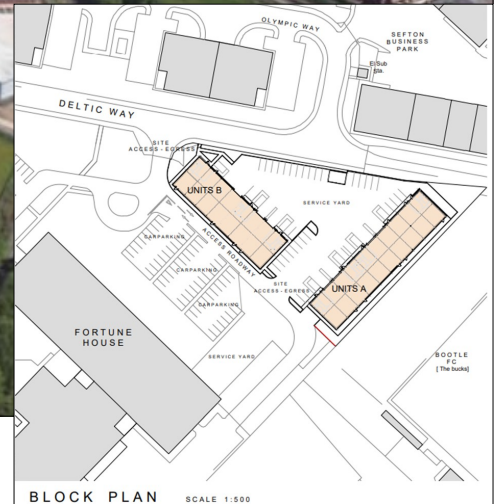 OLYMPIC WAY
SEFTON
BUSINESS
PARK
El Sub
Sta.
DELTIC WAY
SITE
ACCESS - EGRESS
UNITS B
SERVICE YARD
CARPARKING
ACCESS ROADWAY
CARPARKING
SITE
ACCESS - EGRESS
UNITS A
CARPARKING
FORTUNE
HOUSE
SERVICE YARD
BOOTLE
FC
[ The bucks]
BLOCK PLAN SCALE 1:500